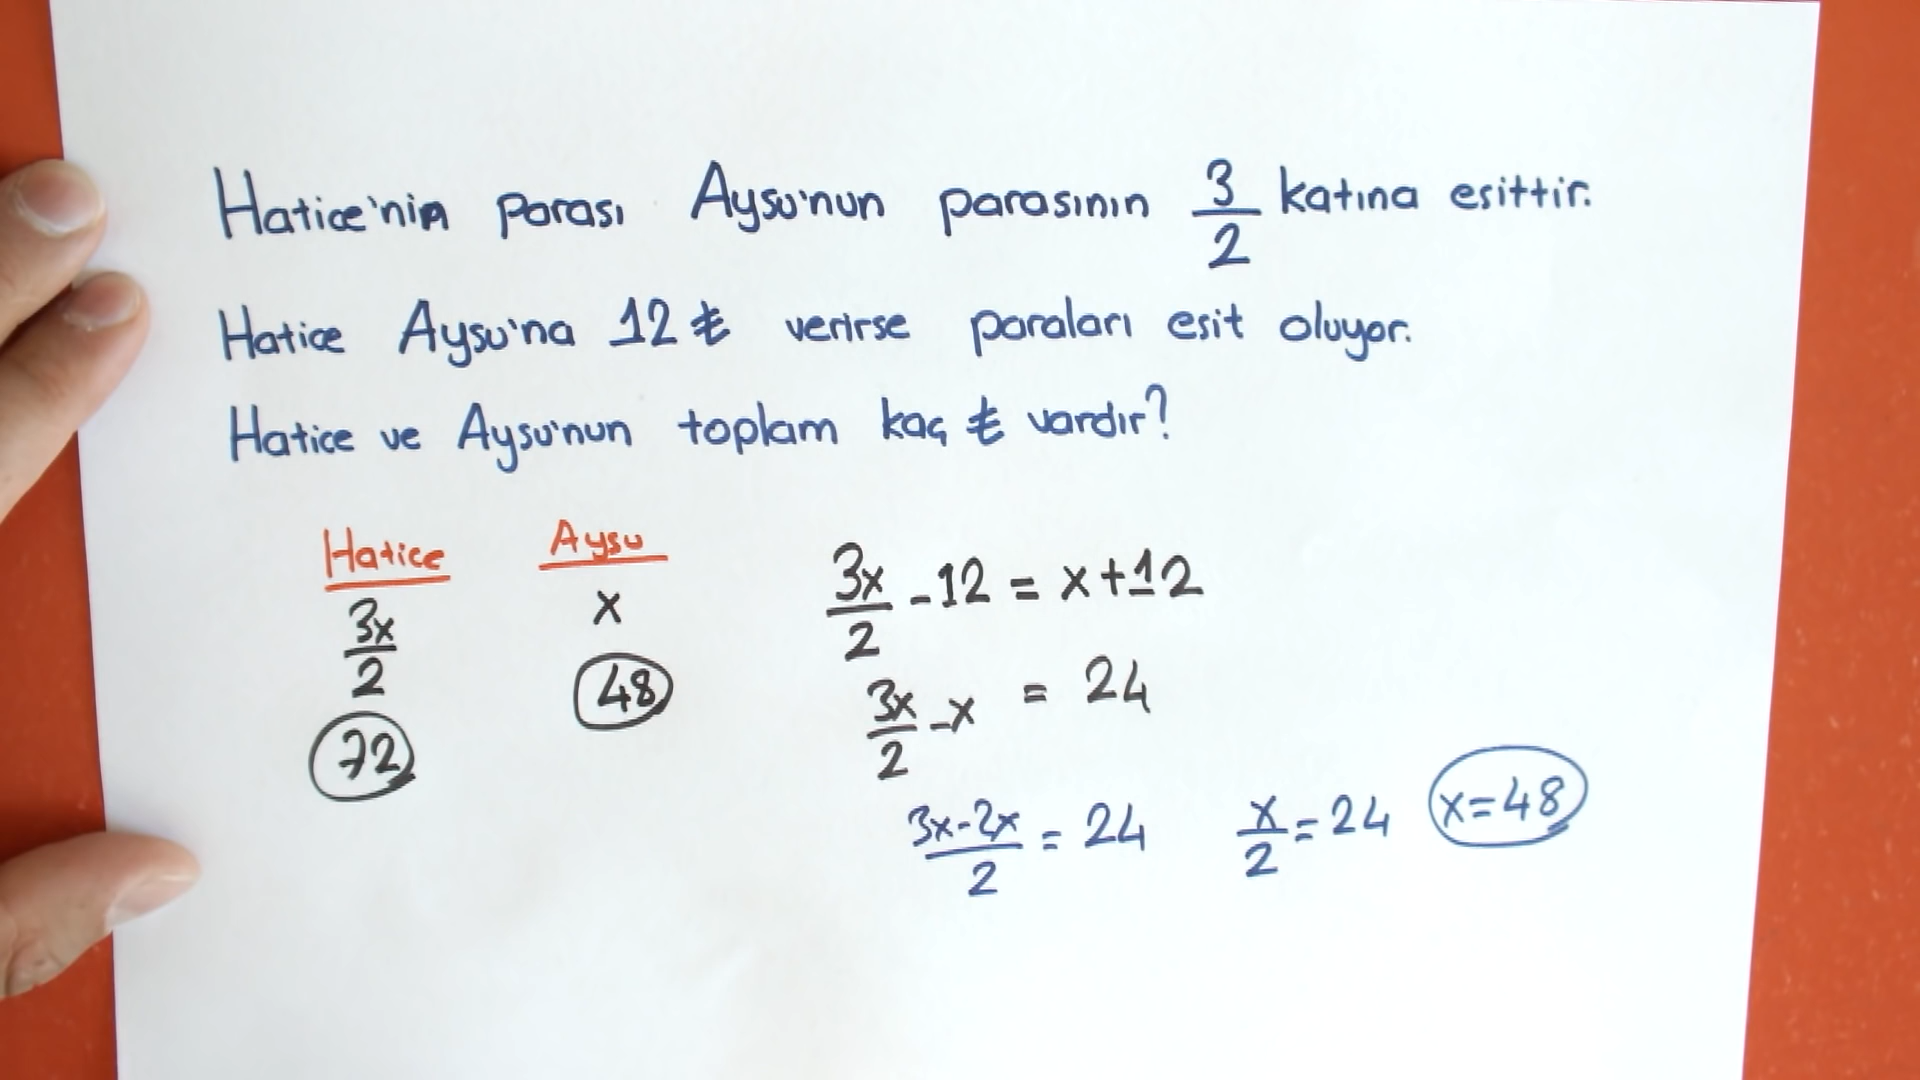 Hatice'nin parası Aysu'nun parasının 3/2 katına esittir.
Hatice Aysu'na 12 ₺ verirse paraları esit oluyor.
Hatice ve Aysu'nun toplam kaç ₺ vardır?
Hatice Aysu
3x/2 x
72 48
3x/2 - 12 = x + 12
3x/2 - x = 24
3x-2x/2 = 24 x/2 = 24 x=48